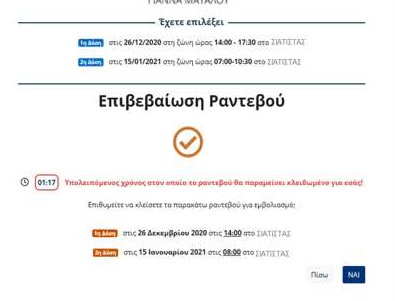 Έχετε επιλέξει
1η Δόση στις 26/12/2020 στη ζώνη ώρας 14:00 - 17:30 στο ΣΙΑΤΙΣΤΑΣ
2η Δόση στις 15/01/2021 στη ζώνη ώρας 07:00-10:30 στο ΣΙΑΤΙΣΤΑΣ
Επιβεβαίωση Ραντεβού
01:17 Υπολειπόμενος χρόνος στον οποίο το ραντεβού θα παραμείνει κλειδωμένο για εσάς!
Επιθυμείτε να κλείσετε τα παρακάτω ραντεβού για εμβολιασμό;
1η Δόση στις 26 Δεκεμβρίου 2020 στις 14:00 στο ΣΙΑΤΙΣΤΑΣ
2η Δόση στις 15 Ιανουαρίου 2021 στις 08:00 στο ΣΙΑΤΙΣΤΑΣ
Πίσω ΝΑΙ